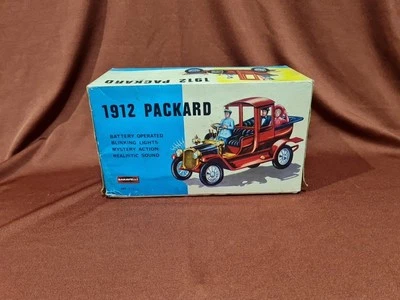 1912 PACKARD
1912 PACKARD
BATTERY OPERATED
BLINKING LIGHTS
MYSTERY ACTION
REALISTIC SOUND